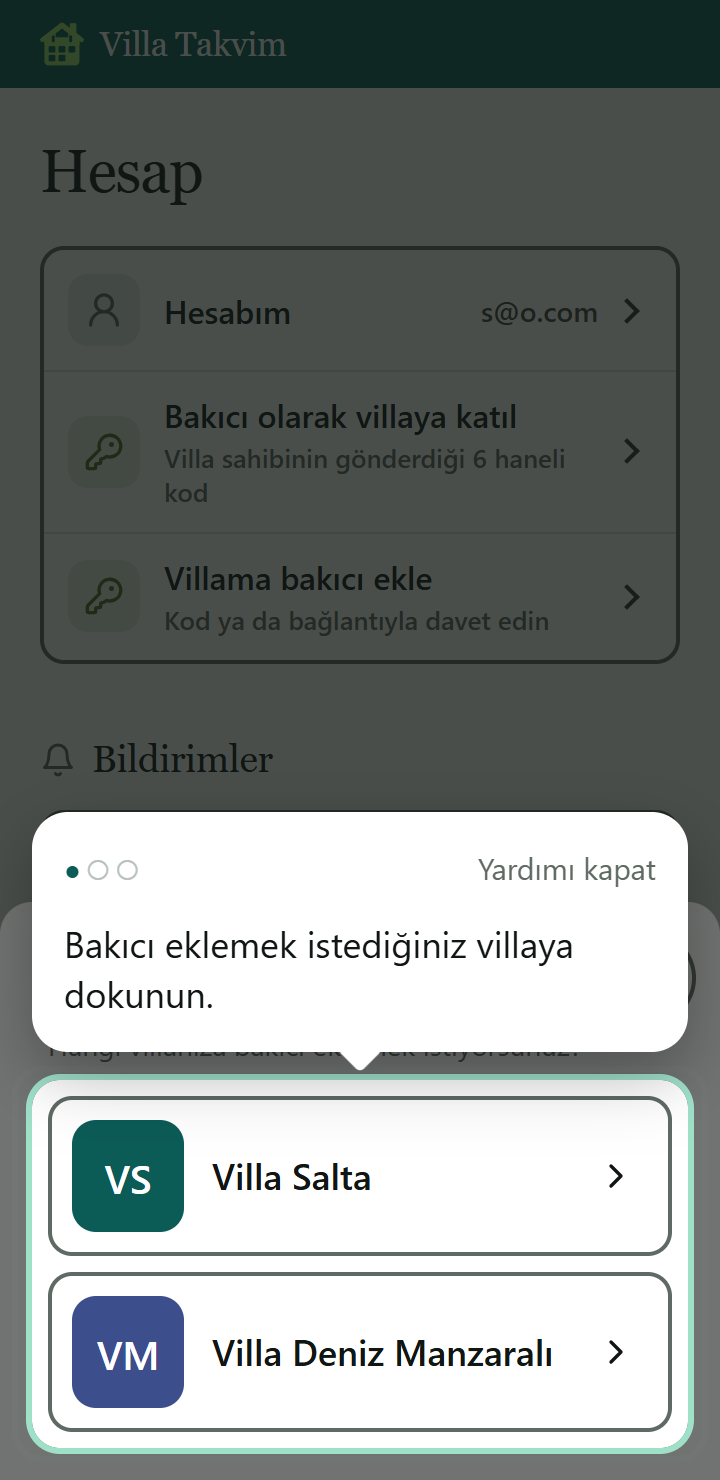 Villa Takvim
Hesap
Hesabım
s@o.com
Bakıcı olarak villaya katıl
Villa sahibinin gönderdiği 6 haneli
kod
Villama bakıcı ekle
Kod ya da bağlantıyla davet edin
Bildirimler
Yardımı kapat
Bakıcı eklemek istediğiniz villaya
dokunun.
VS
Villa Salta
VM
Villa Deniz Manzaralı